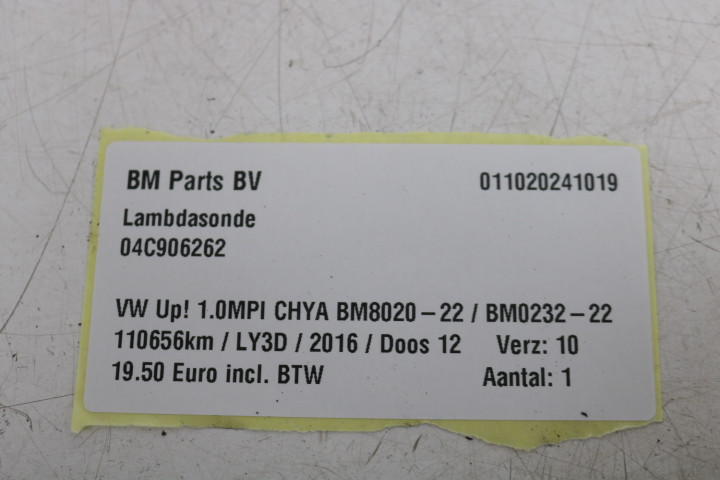 BM Parts BV 011020241019
Lambdasonde
04C906262
VW Up! 1.0MPI CHYA BM8020-22 / BM0232-22
110656km / LY3D / 2016 / Doos 12 Verz: 10
19.50 Euro incl. BTW Aantal: 1